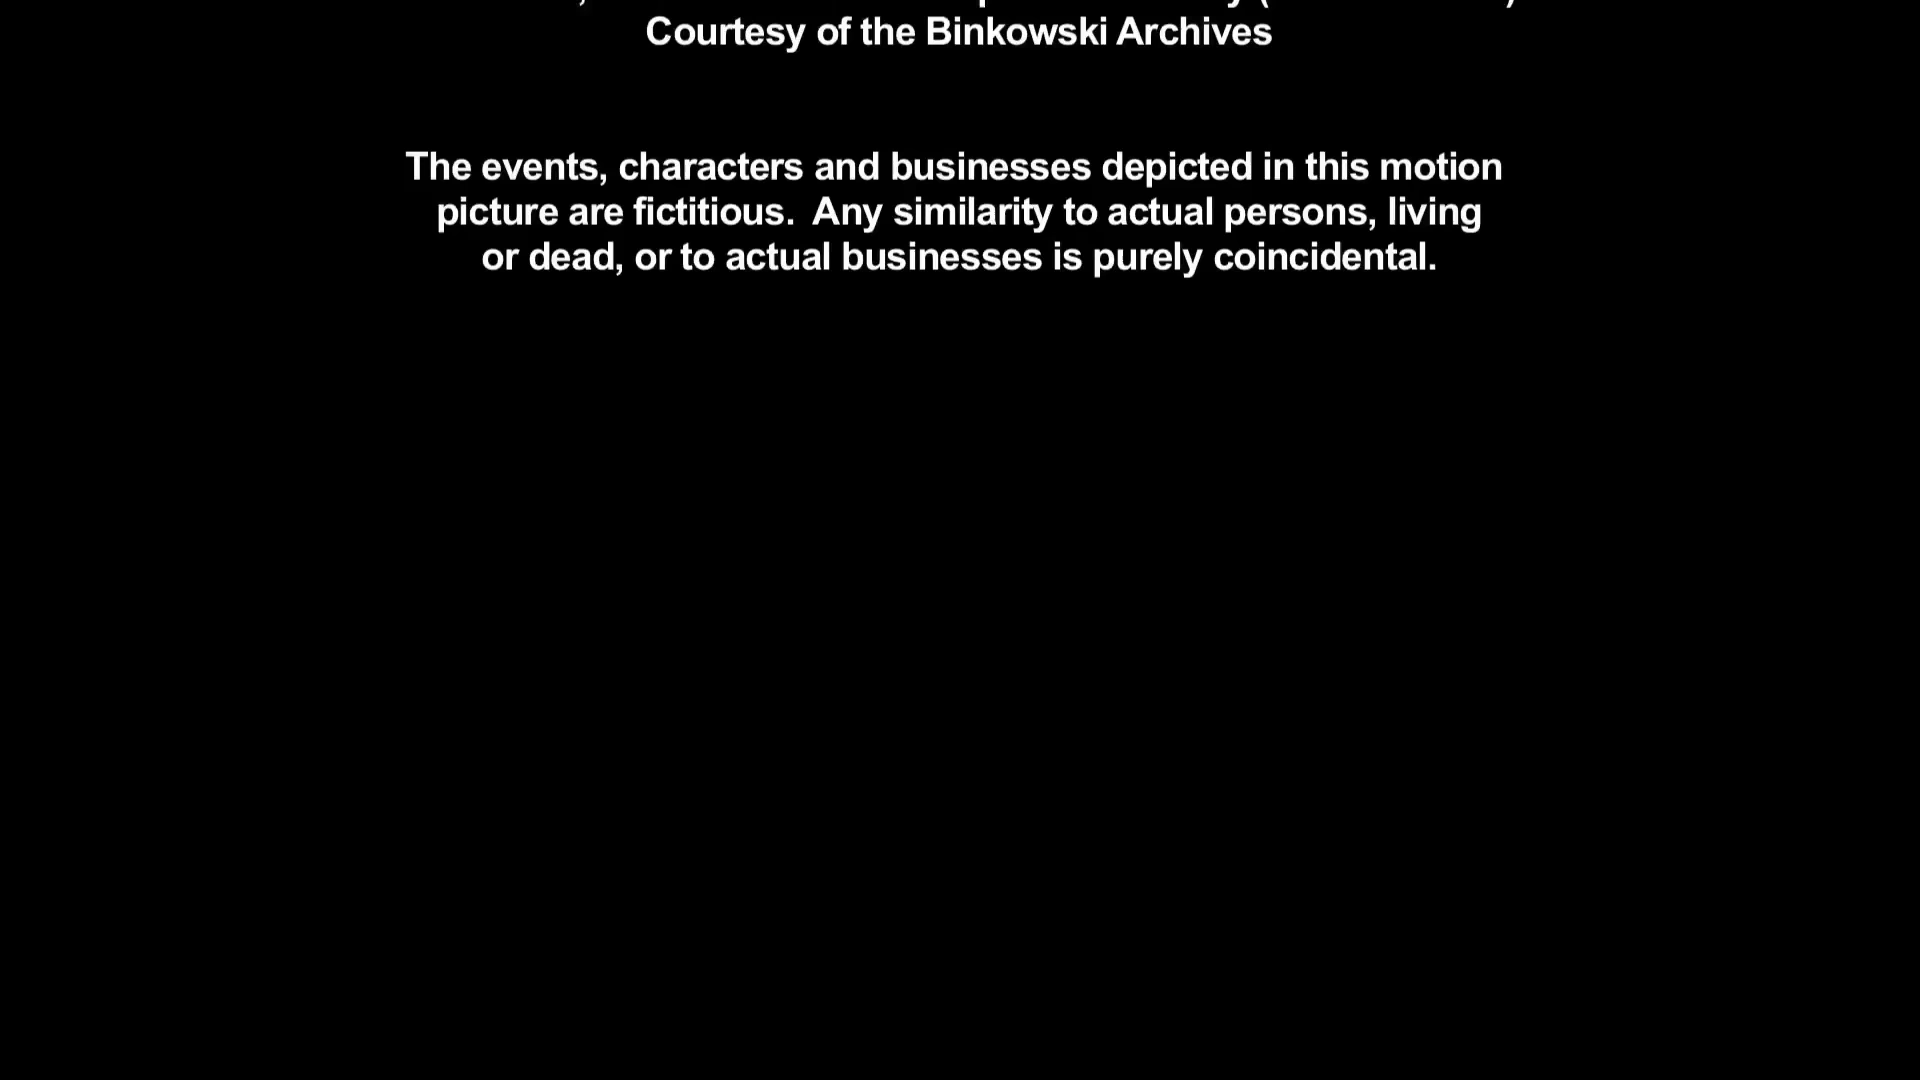 Courtesy of the Binkowski Archives
The events, characters and businesses depicted in this motion
picture are fictitious.  Any similarity to actual persons, living
or dead, or to actual businesses is purely coincidental.